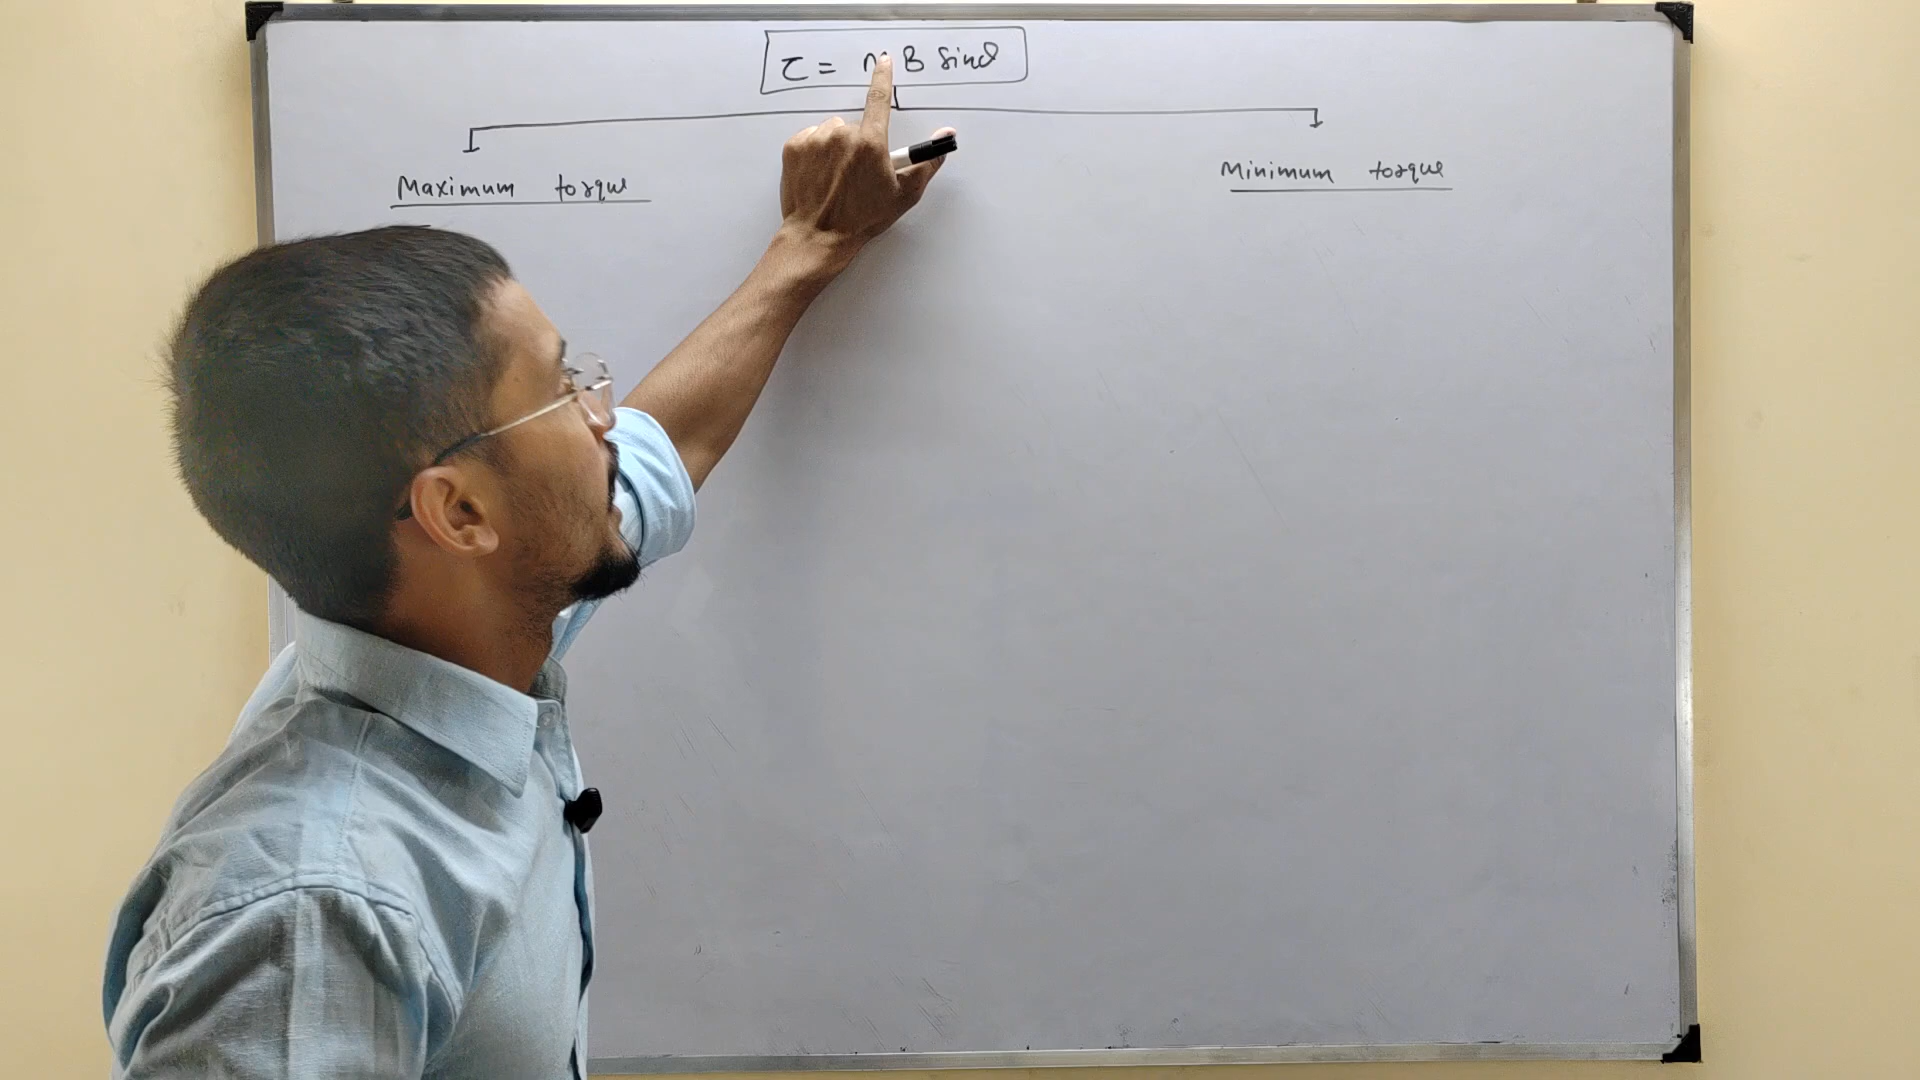 τ = M B Sinθ
Maximum torque
Minimum torque